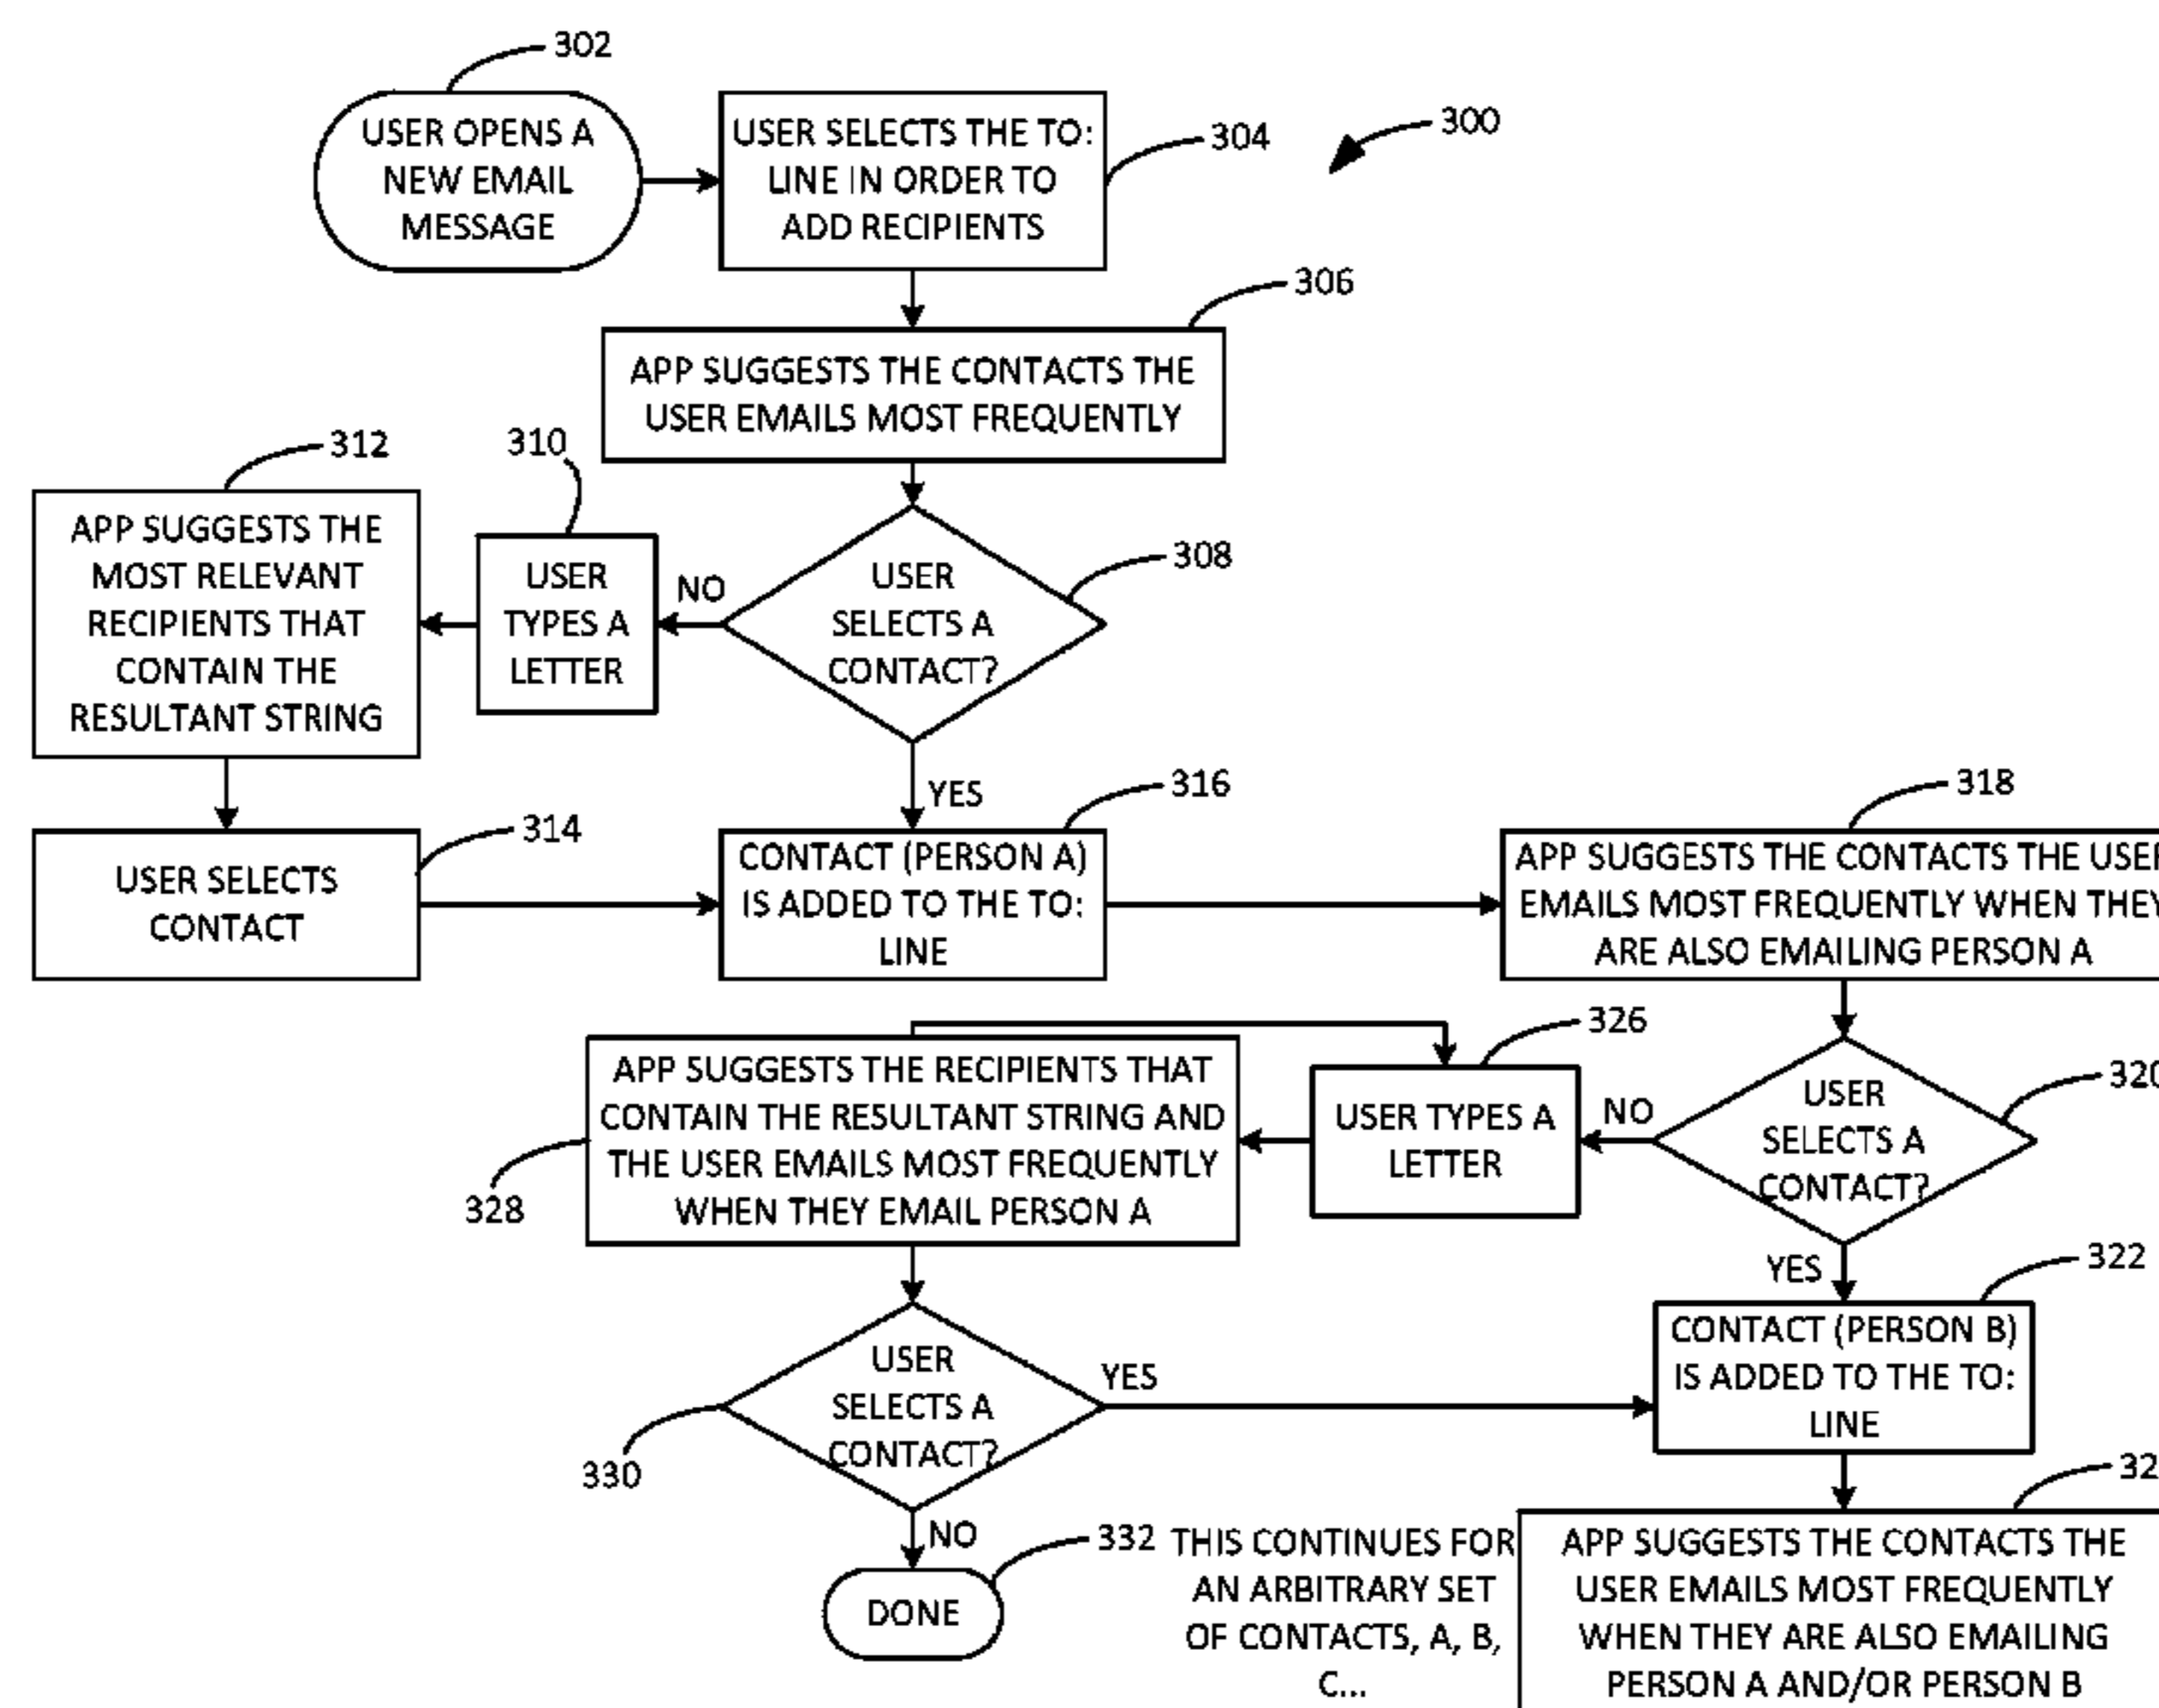 302
USER OPENS A
NEW EMAIL
MESSAGE
USER SELECTS THE TO:
LINE IN ORDER TO
ADD RECIPIENTS
304
300
306
APP SUGGESTS THE CONTACTS THE
USER EMAILS MOST FREQUENTLY
312
310
APP SUGGESTS THE
MOST RELEVANT
RECIPIENTS THAT
CONTAIN THE
RESULTANT STRING
USER
TYPES A
LETTER
NO
USER
SELECTS A
CONTACT?
308
YES
314
USER SELECTS
CONTACT
316
CONTACT (PERSON A)
IS ADDED TO THE TO:
LINE
318
APP SUGGESTS THE CONTACTS THE USER
EMAILS MOST FREQUENTLY WHEN THEY
ARE ALSO EMAILING PERSON A
320
USER
SELECTS A
CONTACT?
NO
326
USER TYPES A
LETTER
APP SUGGESTS THE RECIPIENTS THAT
CONTAIN THE RESULTANT STRING AND
THE USER EMAILS MOST FREQUENTLY
WHEN THEY EMAIL PERSON A
328
YES
322
CONTACT (PERSON B)
IS ADDED TO THE TO:
LINE
USER
SELECTS A
CONTACT?
YES
330
NO
332
DONE
THIS CONTINUES FOR
AN ARBITRARY SET
OF CONTACTS, A, B,
C...
32
APP SUGGESTS THE CONTACTS THE
USER EMAILS MOST FREQUENTLY
WHEN THEY ARE ALSO EMAILING
PERSON A AND/OR PERSON B